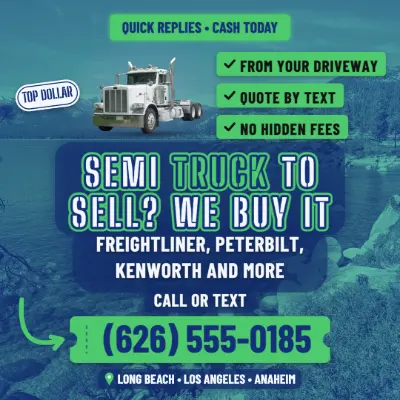 QUICK REPLIES • CASH TODAY
TOP DOLLAR
✓ FROM YOUR DRIVEWAY
✓ QUOTE BY TEXT
✓ NO HIDDEN FEES
SEMI TRUCK TO
SELL? WE BUY IT
FREIGHTLINER, PETERBILT,
KENWORTH AND MORE
CALL OR TEXT
(626) 555-0185
LONG BEACH • LOS ANGELES • ANAHEIM